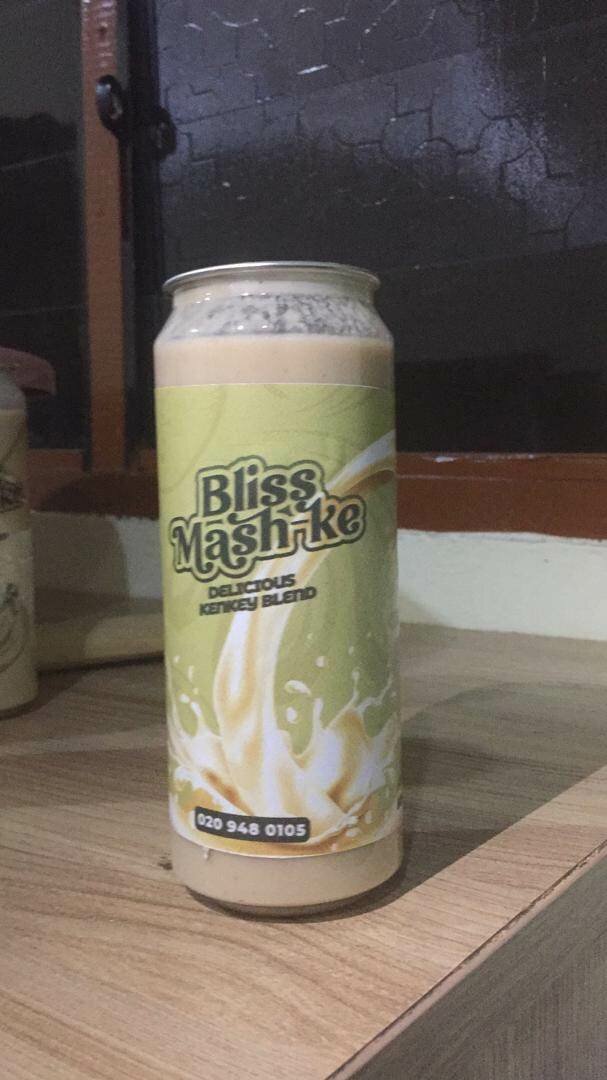 Bliss
Mash-ke
DELICIOUS
KENKEY BLEND
020 948 0105